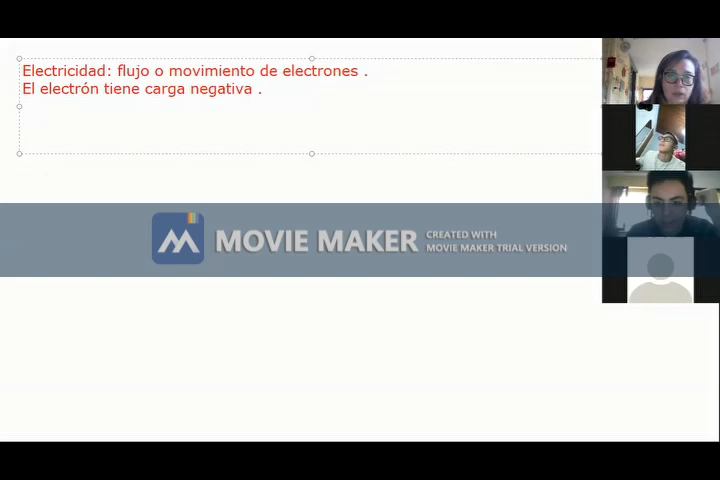 Electricidad: flujo o movimiento de electrones .
El electrón tiene carga negativa .
MOVIE MAKER
CREATED WITH
MOVIE MAKER TRIAL VERSION